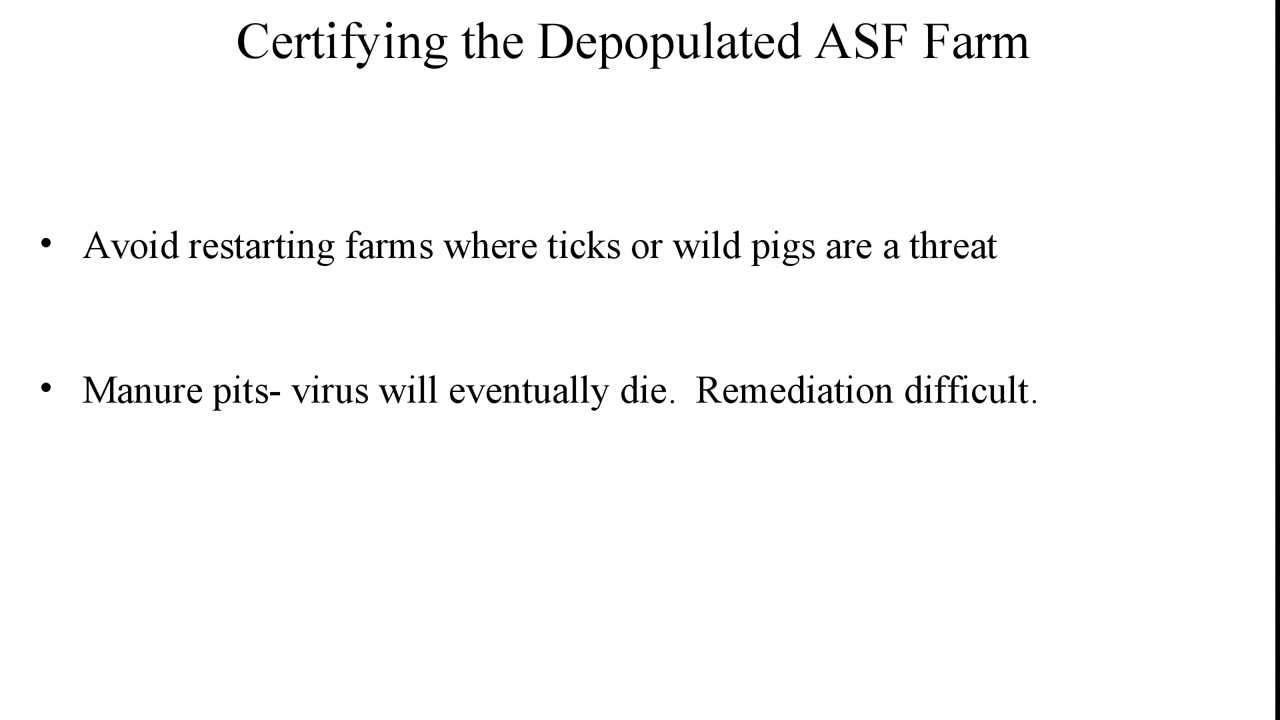 Certifying the Depopulated ASF Farm
• Avoid restarting farms where ticks or wild pigs are a threat
• Manure pits- virus will eventually die.  Remediation difficult.